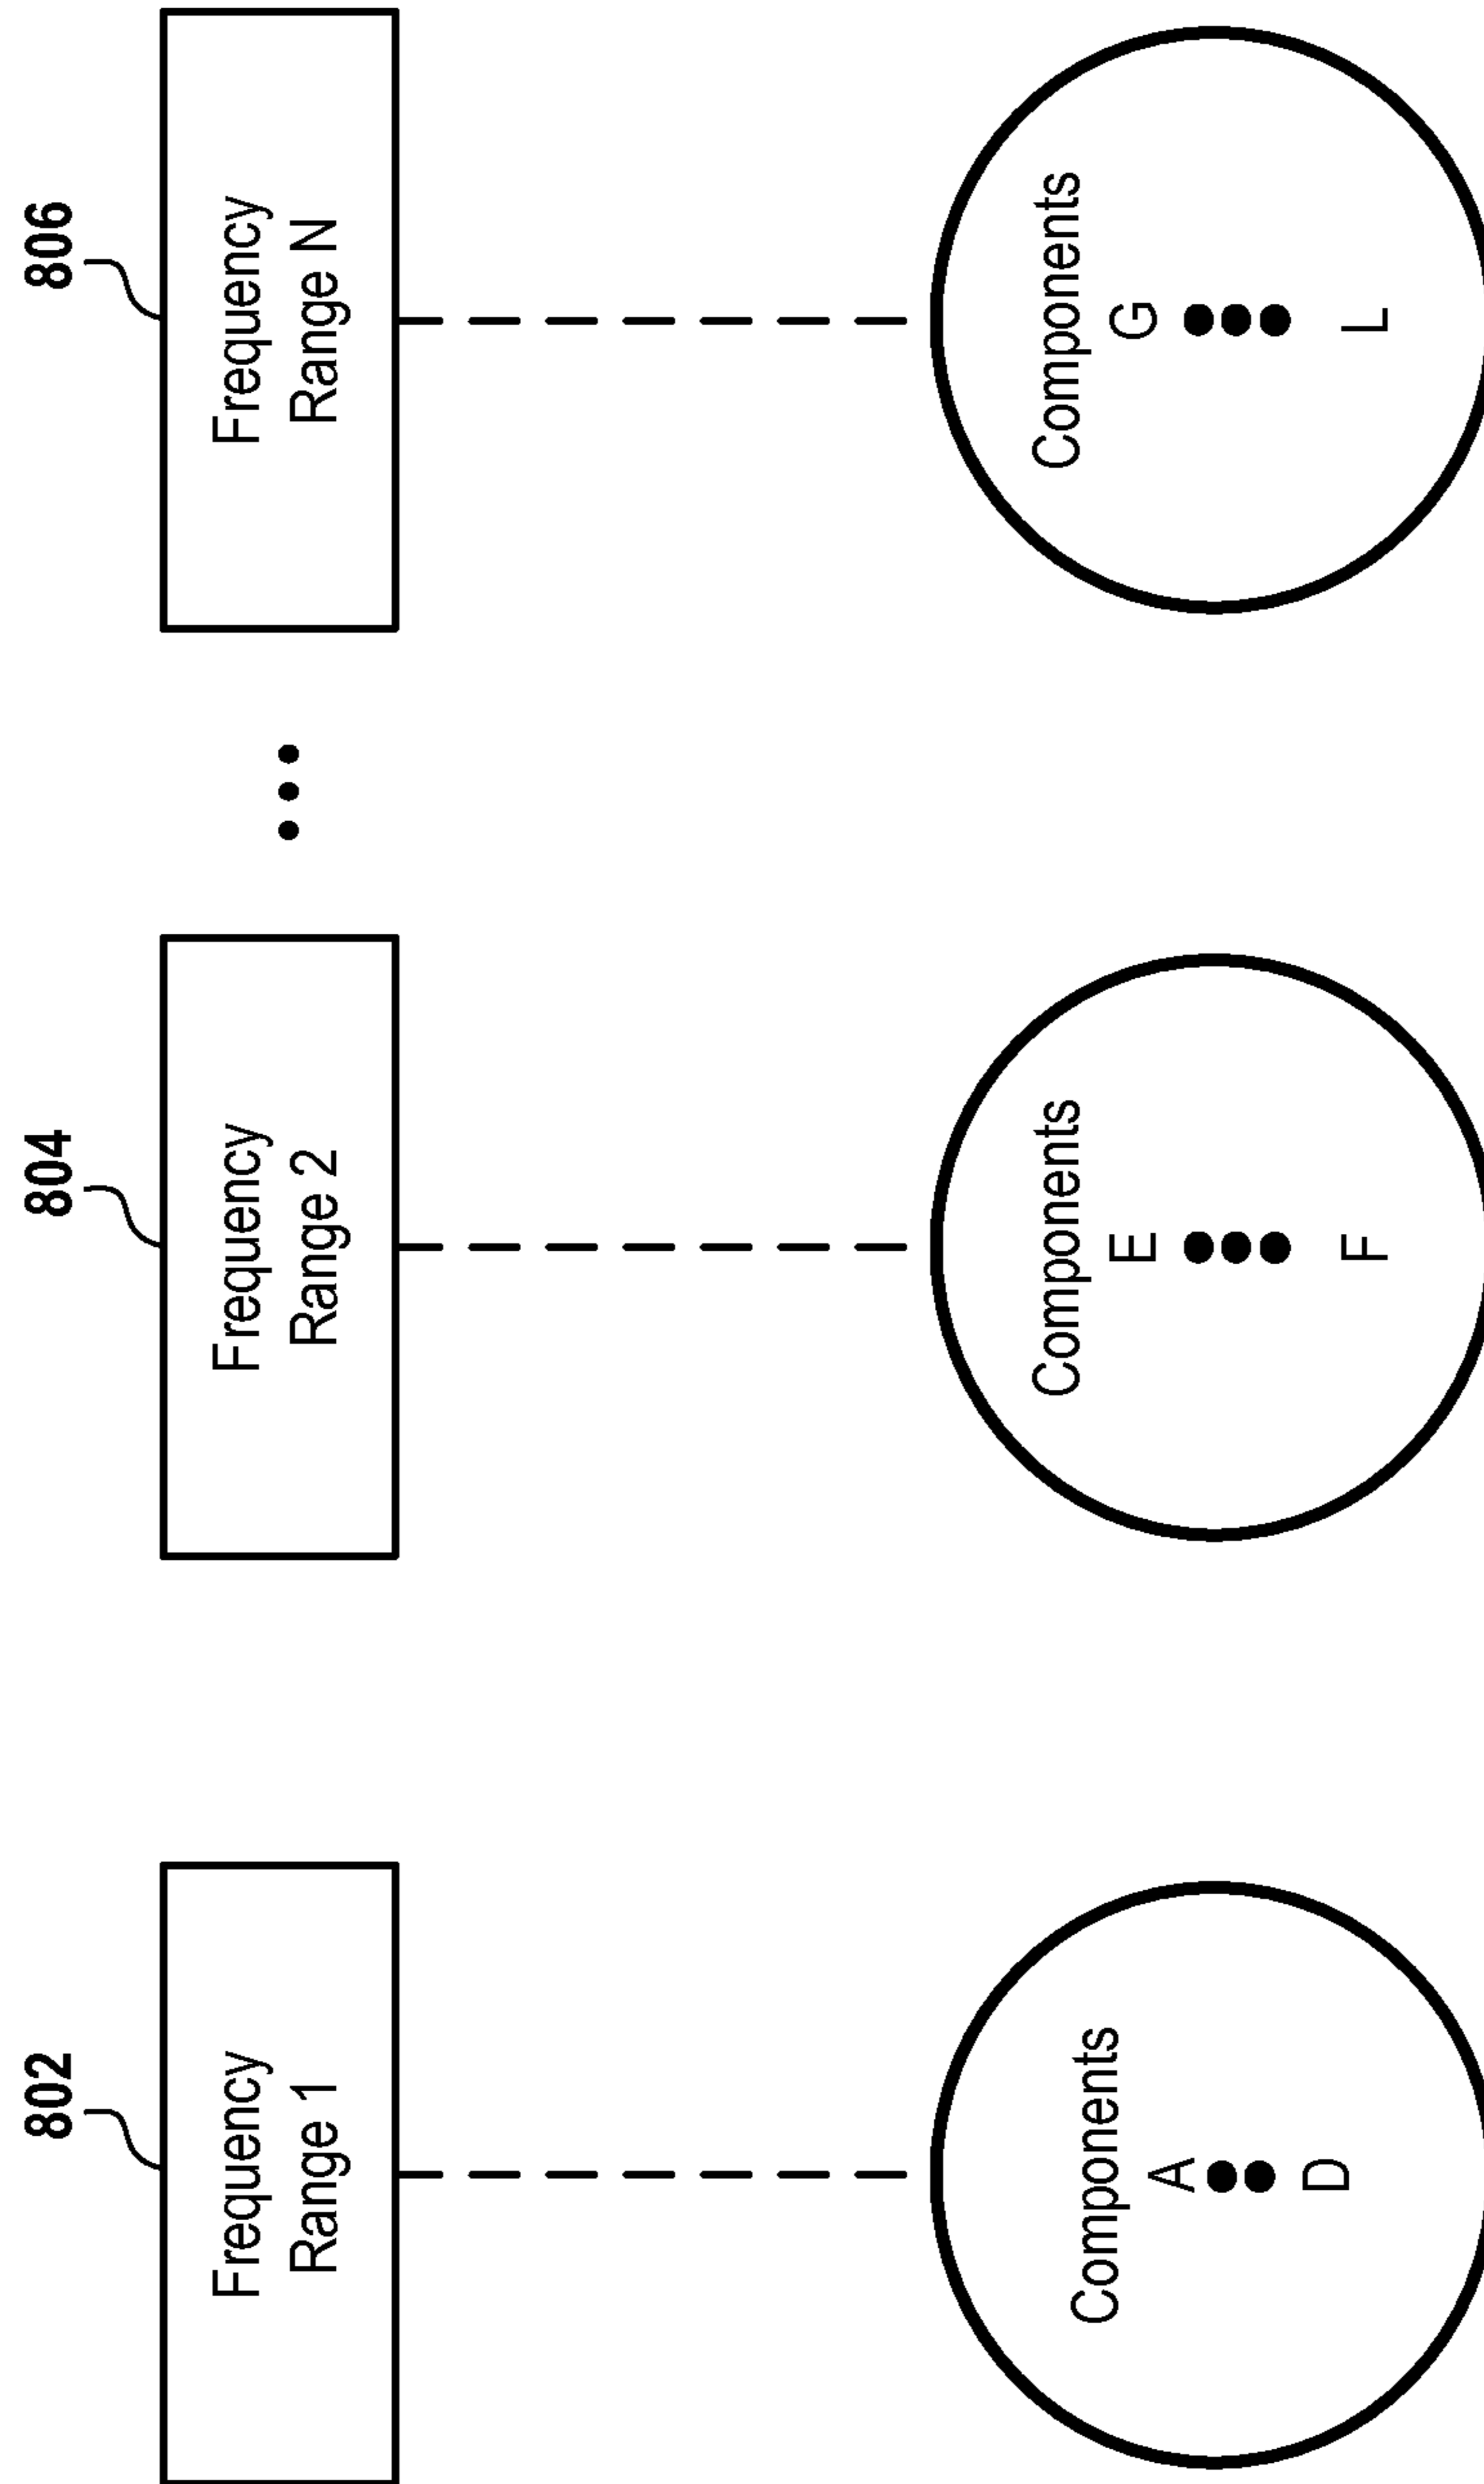 802
Frequency
Range 1
Components
A
D
804
Frequency
Range 2
Components
E
F
806
Frequency
Range N
Components
G
L